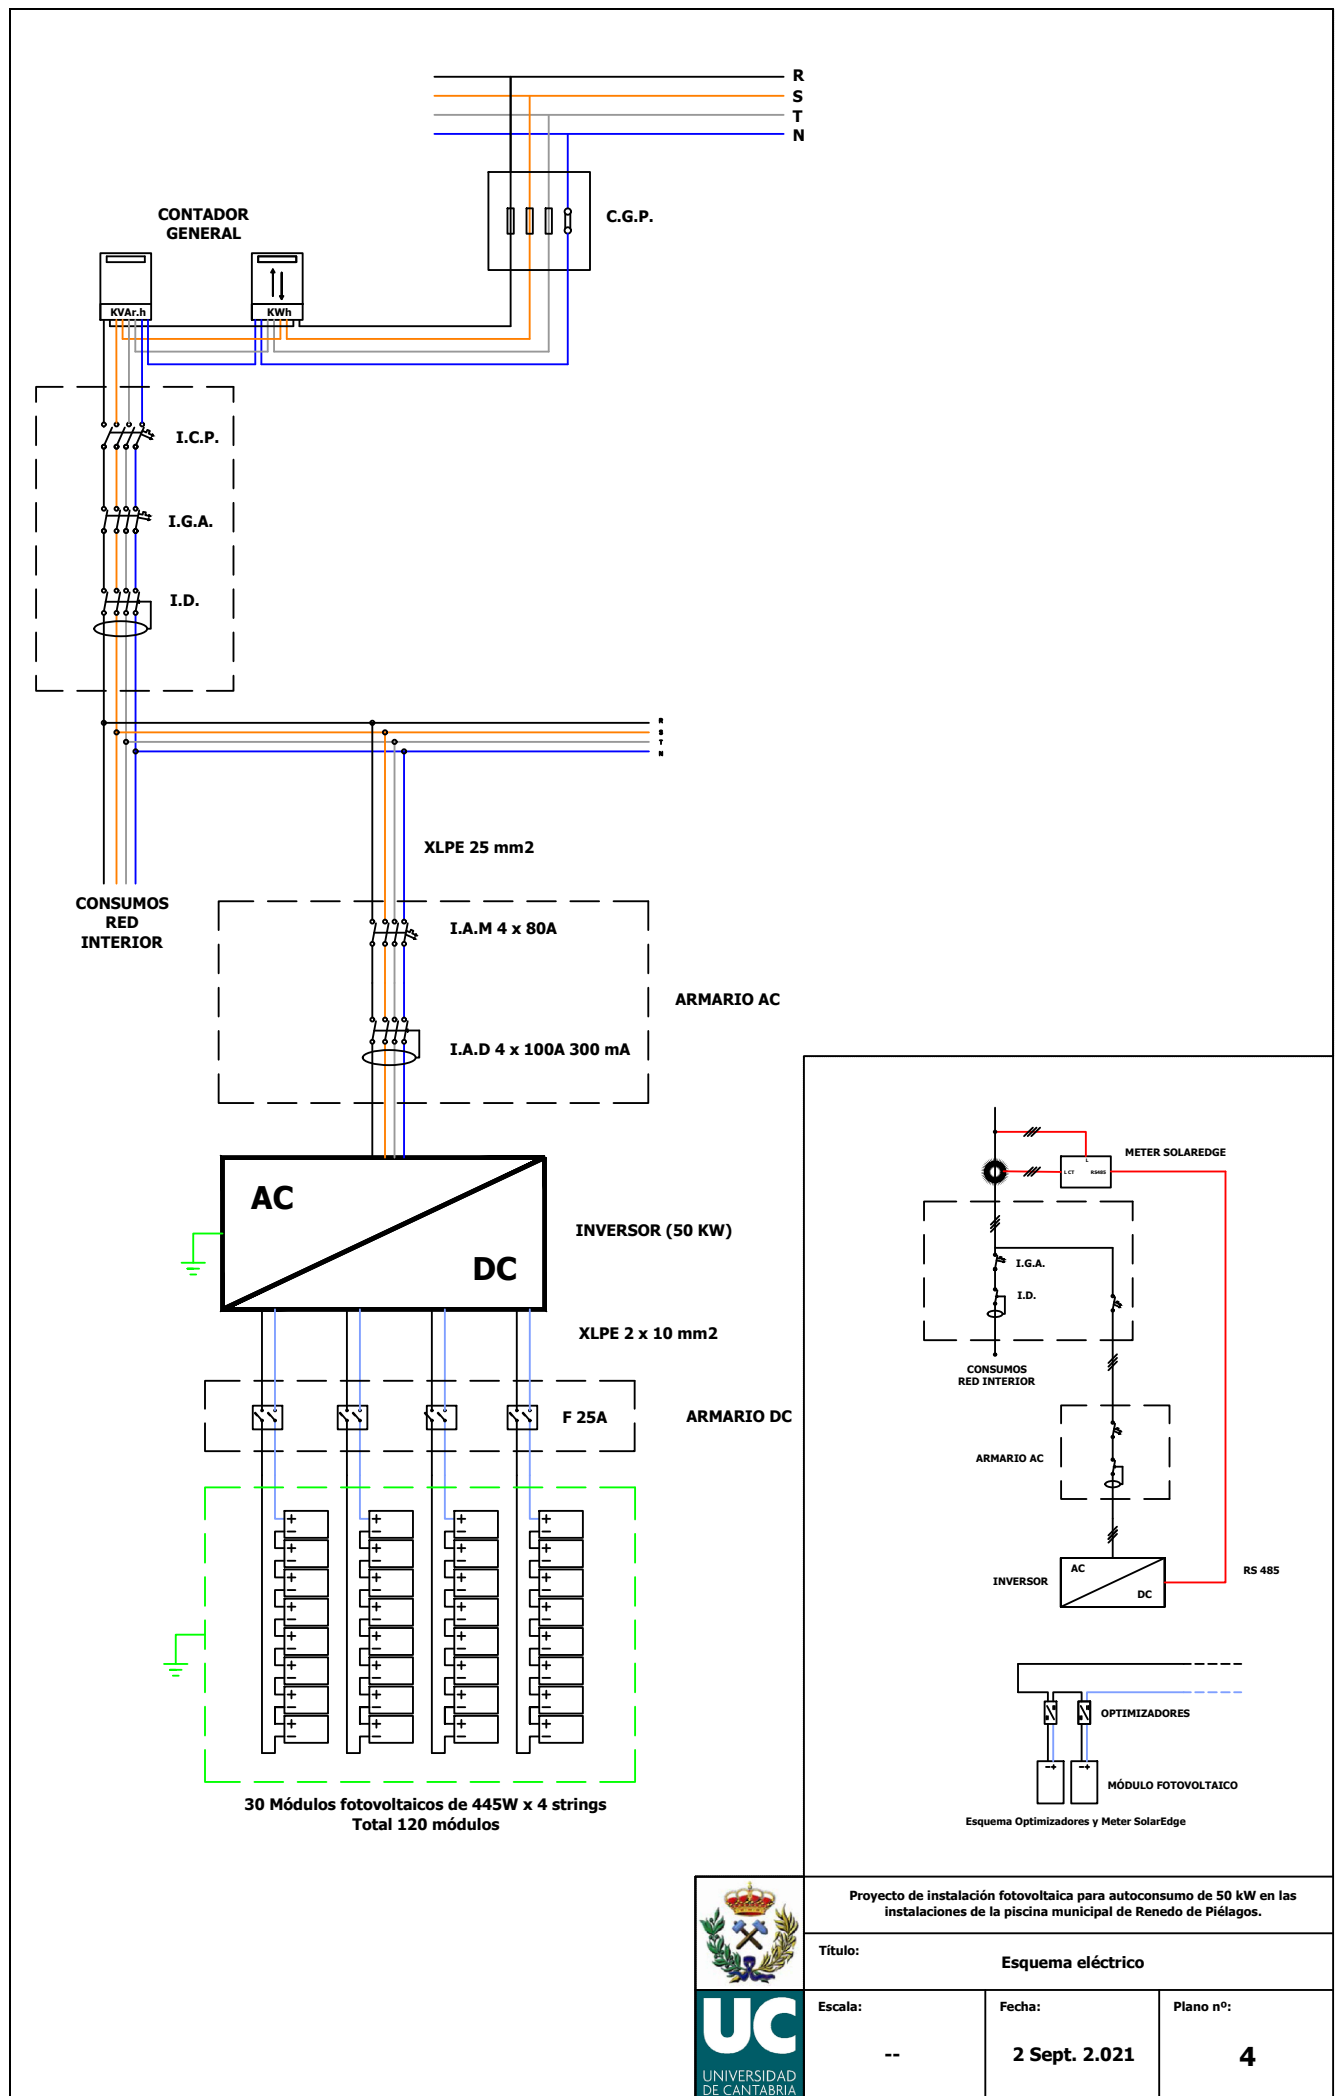 R
S
T
N
C.G.P.
CONTADOR
GENERAL
KVAr.h
KWh
I.C.P.
I.G.A.
I.D.
R
S
T
N
XLPE 25 mm2
CONSUMOS
RED
INTERIOR
I.A.M 4 x 80A
ARMARIO AC
I.A.D 4 x 100A 300 mA
AC
DC
INVERSOR (50 KW)
XLPE 2 x 10 mm2
F 25A
ARMARIO DC
30 Módulos fotovoltaicos de 445W x 4 strings
Total 120 módulos
METER SOLAREDGE
L
L CT
RS485
I.G.A.
I.D.
CONSUMOS
RED INTERIOR
ARMARIO AC
INVERSOR
AC
DC
RS 485
OPTIMIZADORES
MÓDULO FOTOVOLTAICO
Esquema Optimizadores y Meter SolarEdge
Proyecto de instalación fotovoltaica para autoconsumo de 50 kW en las
instalaciones de la piscina municipal de Renedo de Piélagos.
Título:
Esquema eléctrico
Escala:
--
Fecha:
2 Sept. 2.021
Plano nº:
4
UC
UNIVERSIDAD
DE CANTABRIA